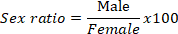 Sex ratio = Male/Female x100